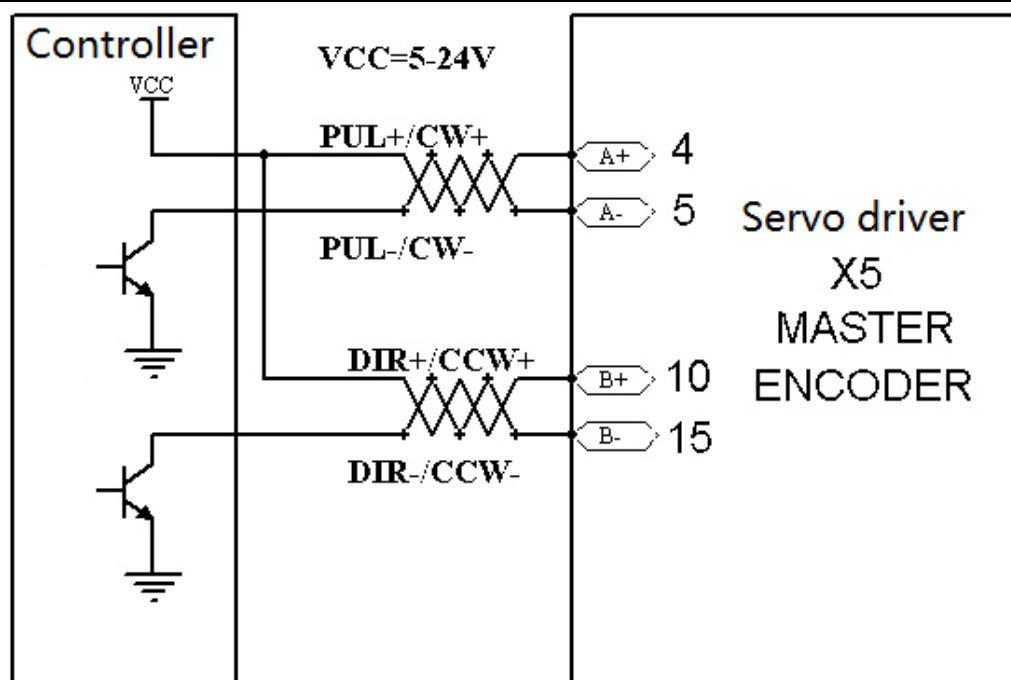 Controller
VCC
VCC=5-24V
PUL+/CW+
A+ 4
A- 5
PUL-/CW-
Servo driver
X5
MASTER
ENCODER
DIR+/CCW+
B+ 10
B- 15
DIR-/CCW-